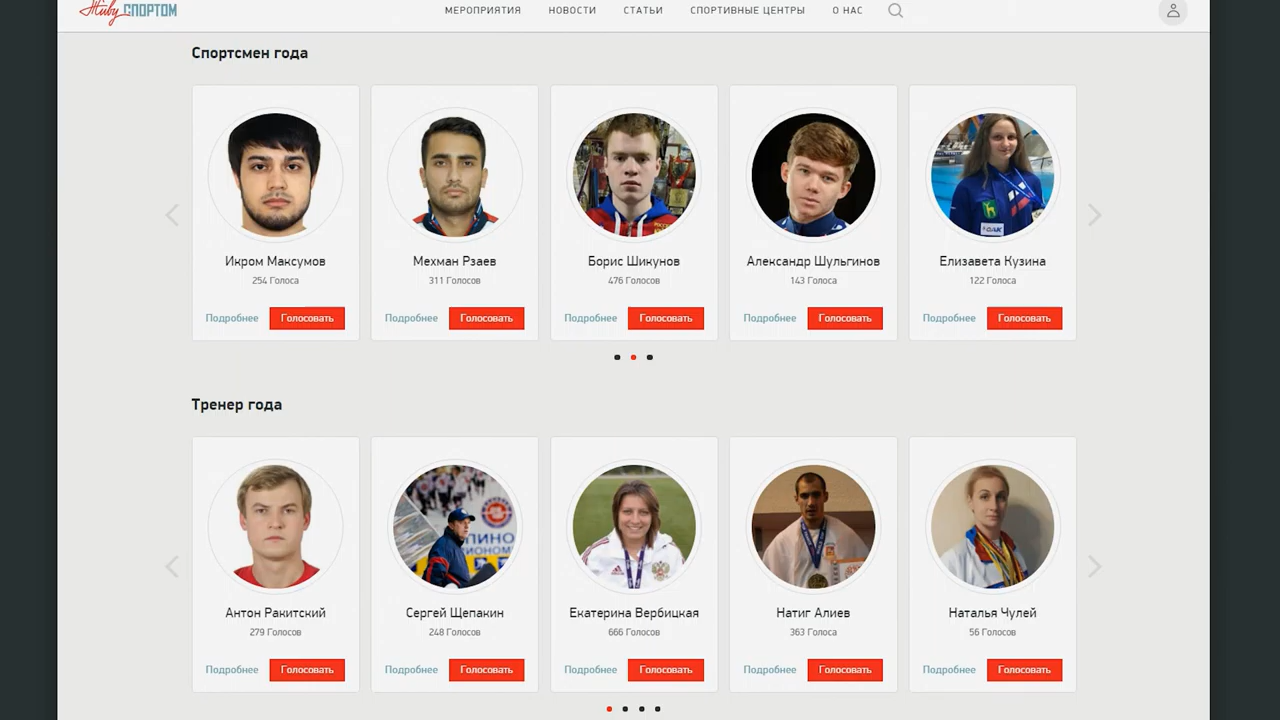 Живу СПОРТОМ
МЕРОПРИЯТИЯ НОВОСТИ СТАТЬИ СПОРТИВНЫЕ ЦЕНТРЫ О НАС
Спортсмен года
Икром Максумов Мехман Рзаев Борис Шикунов Александр Шульгинов Елизавета Кузина
254 Голоса 311 Голосов 476 Голосов 143 Голоса 122 Голоса
Подробнее Голосовать Подробнее Голосовать Подробнее Голосовать Подробнее Голосовать Подробнее Голосовать
Тренер года
ПИНО
ЕГИОНОМ
Антон Ракитский Сергей Щепакин Екатерина Вербицкая Натиг Алиев Наталья Чулей
279 Голосов 248 Голосов 666 Голосов 363 Голоса 56 Голосов
Подробнее Голосовать Подробнее Голосовать Подробнее Голосовать Подробнее Голосовать Подробнее Голосовать